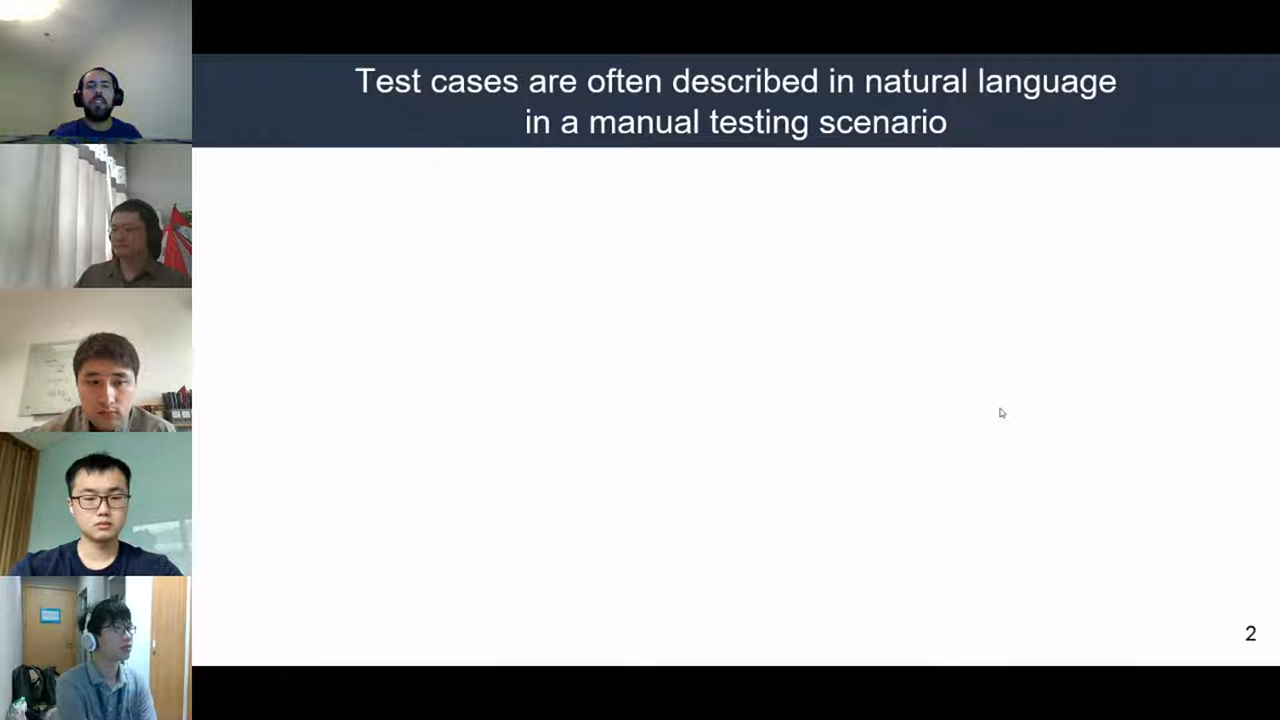 Test cases are often described in natural language
in a manual testing scenario
2